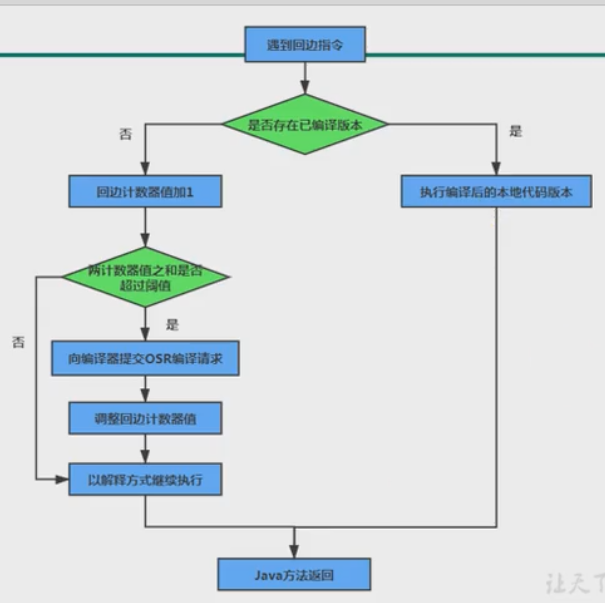 遇到回边指令
是否存在已编译版本
否
是
回边计数器值加1
执行编译后的本地代码版本
两计数器值之和是否
超过阈值
是
否
向编译器提交OSR编译请求
调整回边计数器值
以解释方式继续执行
Java方法返回
让天下